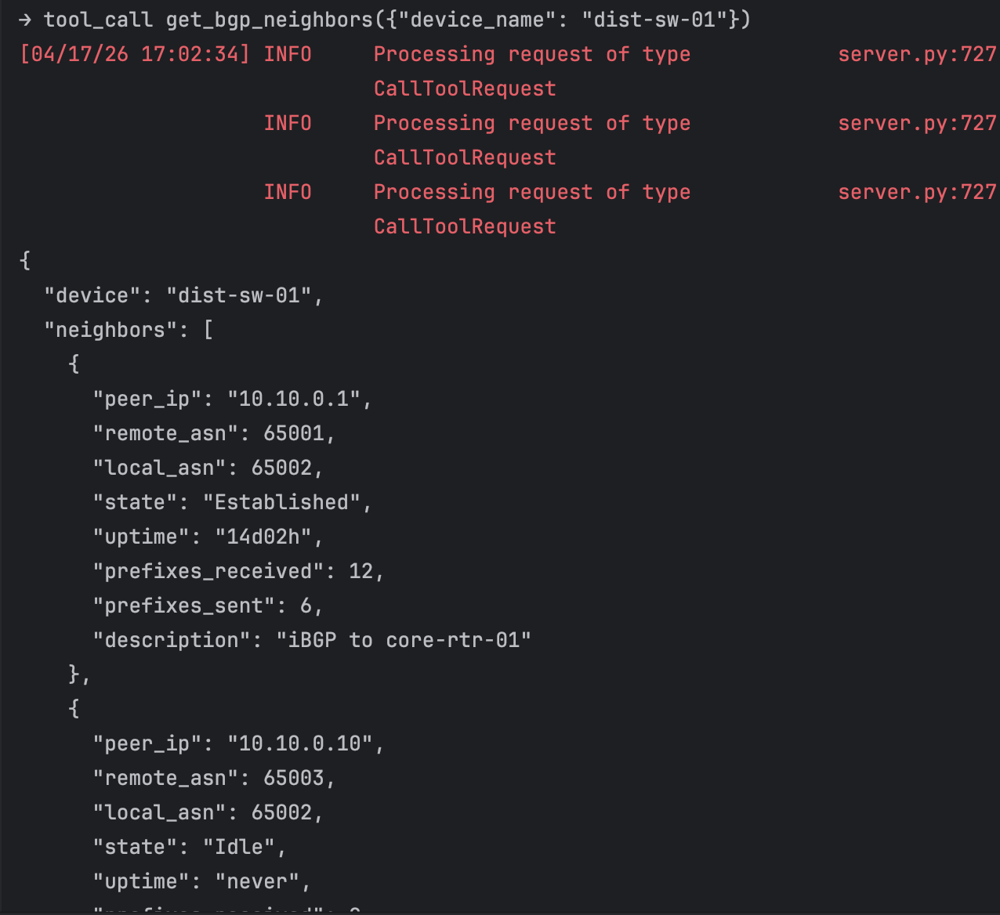 → tool_call get_bgp_neighbors({"device_name": "dist-sw-01"})
[04/17/26 17:02:34] INFO     Processing request of type            server.py:727
                             CallToolRequest
                    INFO     Processing request of type            server.py:727
                             CallToolRequest
                    INFO     Processing request of type            server.py:727
                             CallToolRequest
{
  "device": "dist-sw-01",
  "neighbors": [
    {
      "peer_ip": "10.10.0.1",
      "remote_asn": 65001,
      "local_asn": 65002,
      "state": "Established",
      "uptime": "14d02h",
      "prefixes_received": 12,
      "prefixes_sent": 6,
      "description": "iBGP to core-rtr-01"
    },
    {
      "peer_ip": "10.10.0.10",
      "remote_asn": 65003,
      "local_asn": 65002,
      "state": "Idle",
      "uptime": "never",